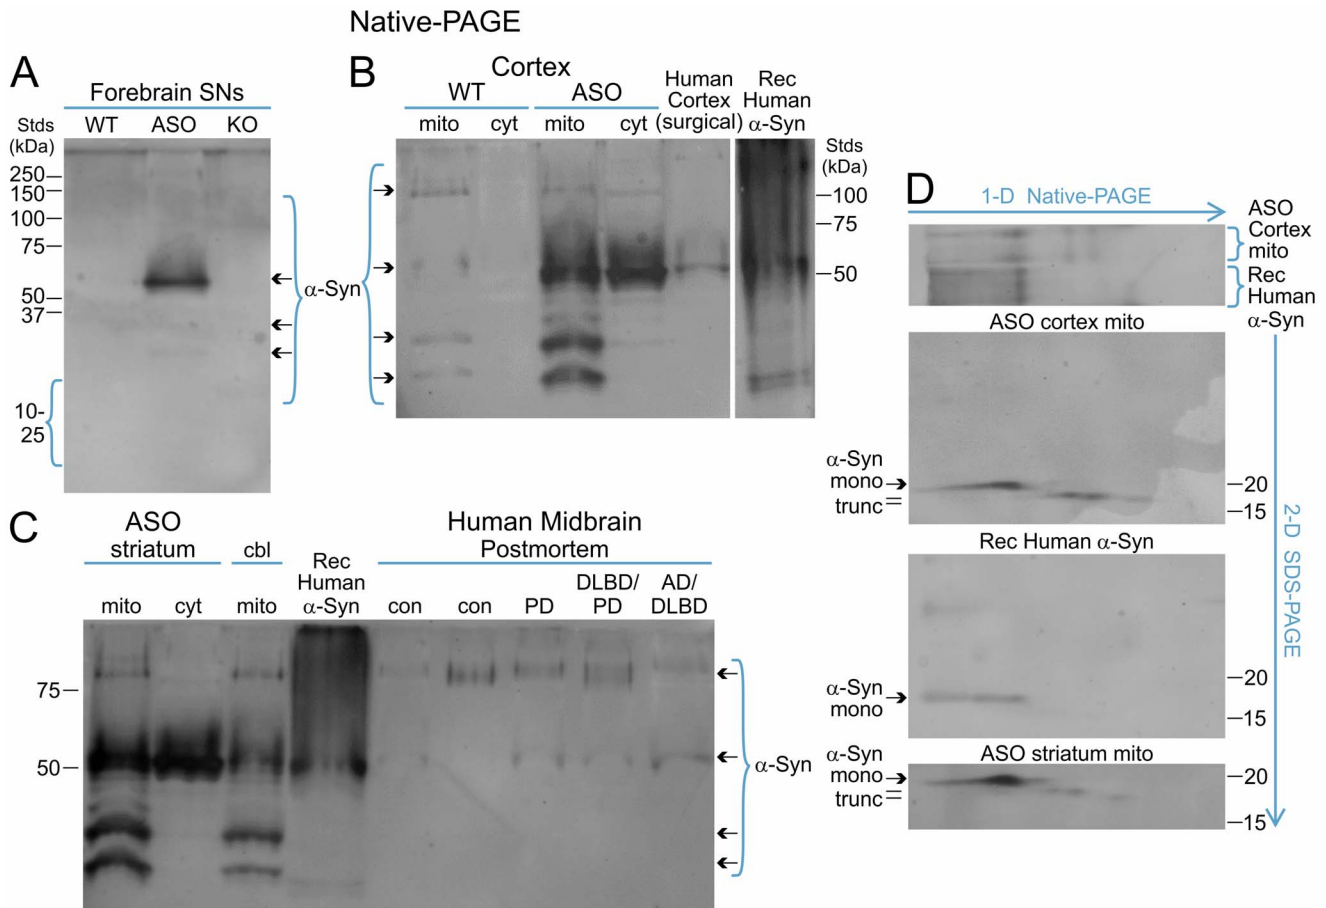 Native-PAGE
A
Forebrain SNs
WT ASO KO
Stds
(kDa)
250
150
100
75
50
37
10-
25
α-Syn
B
Cortex
WT ASO
mito cyt mito cyt
Human
Cortex
(surgical)
Rec
Human
α-Syn
Stds
(kDa)
100
75
50
C
ASO
striatum
mito cyt
cbl
mito
Rec
Human
α-Syn
Human Midbrain
Postmortem
con con PD DLBD/
PD AD/
DLBD
75
50
α-Syn
D
1-D Native-PAGE
ASO
Cortex
mito
Rec
Human
α-Syn
ASO cortex mito
α-Syn
mono
trunc
20
15
Rec Human α-Syn
α-Syn
mono
20
15
ASO striatum mito
α-Syn
mono
trunc
20
15
2-D SDS-PAGE